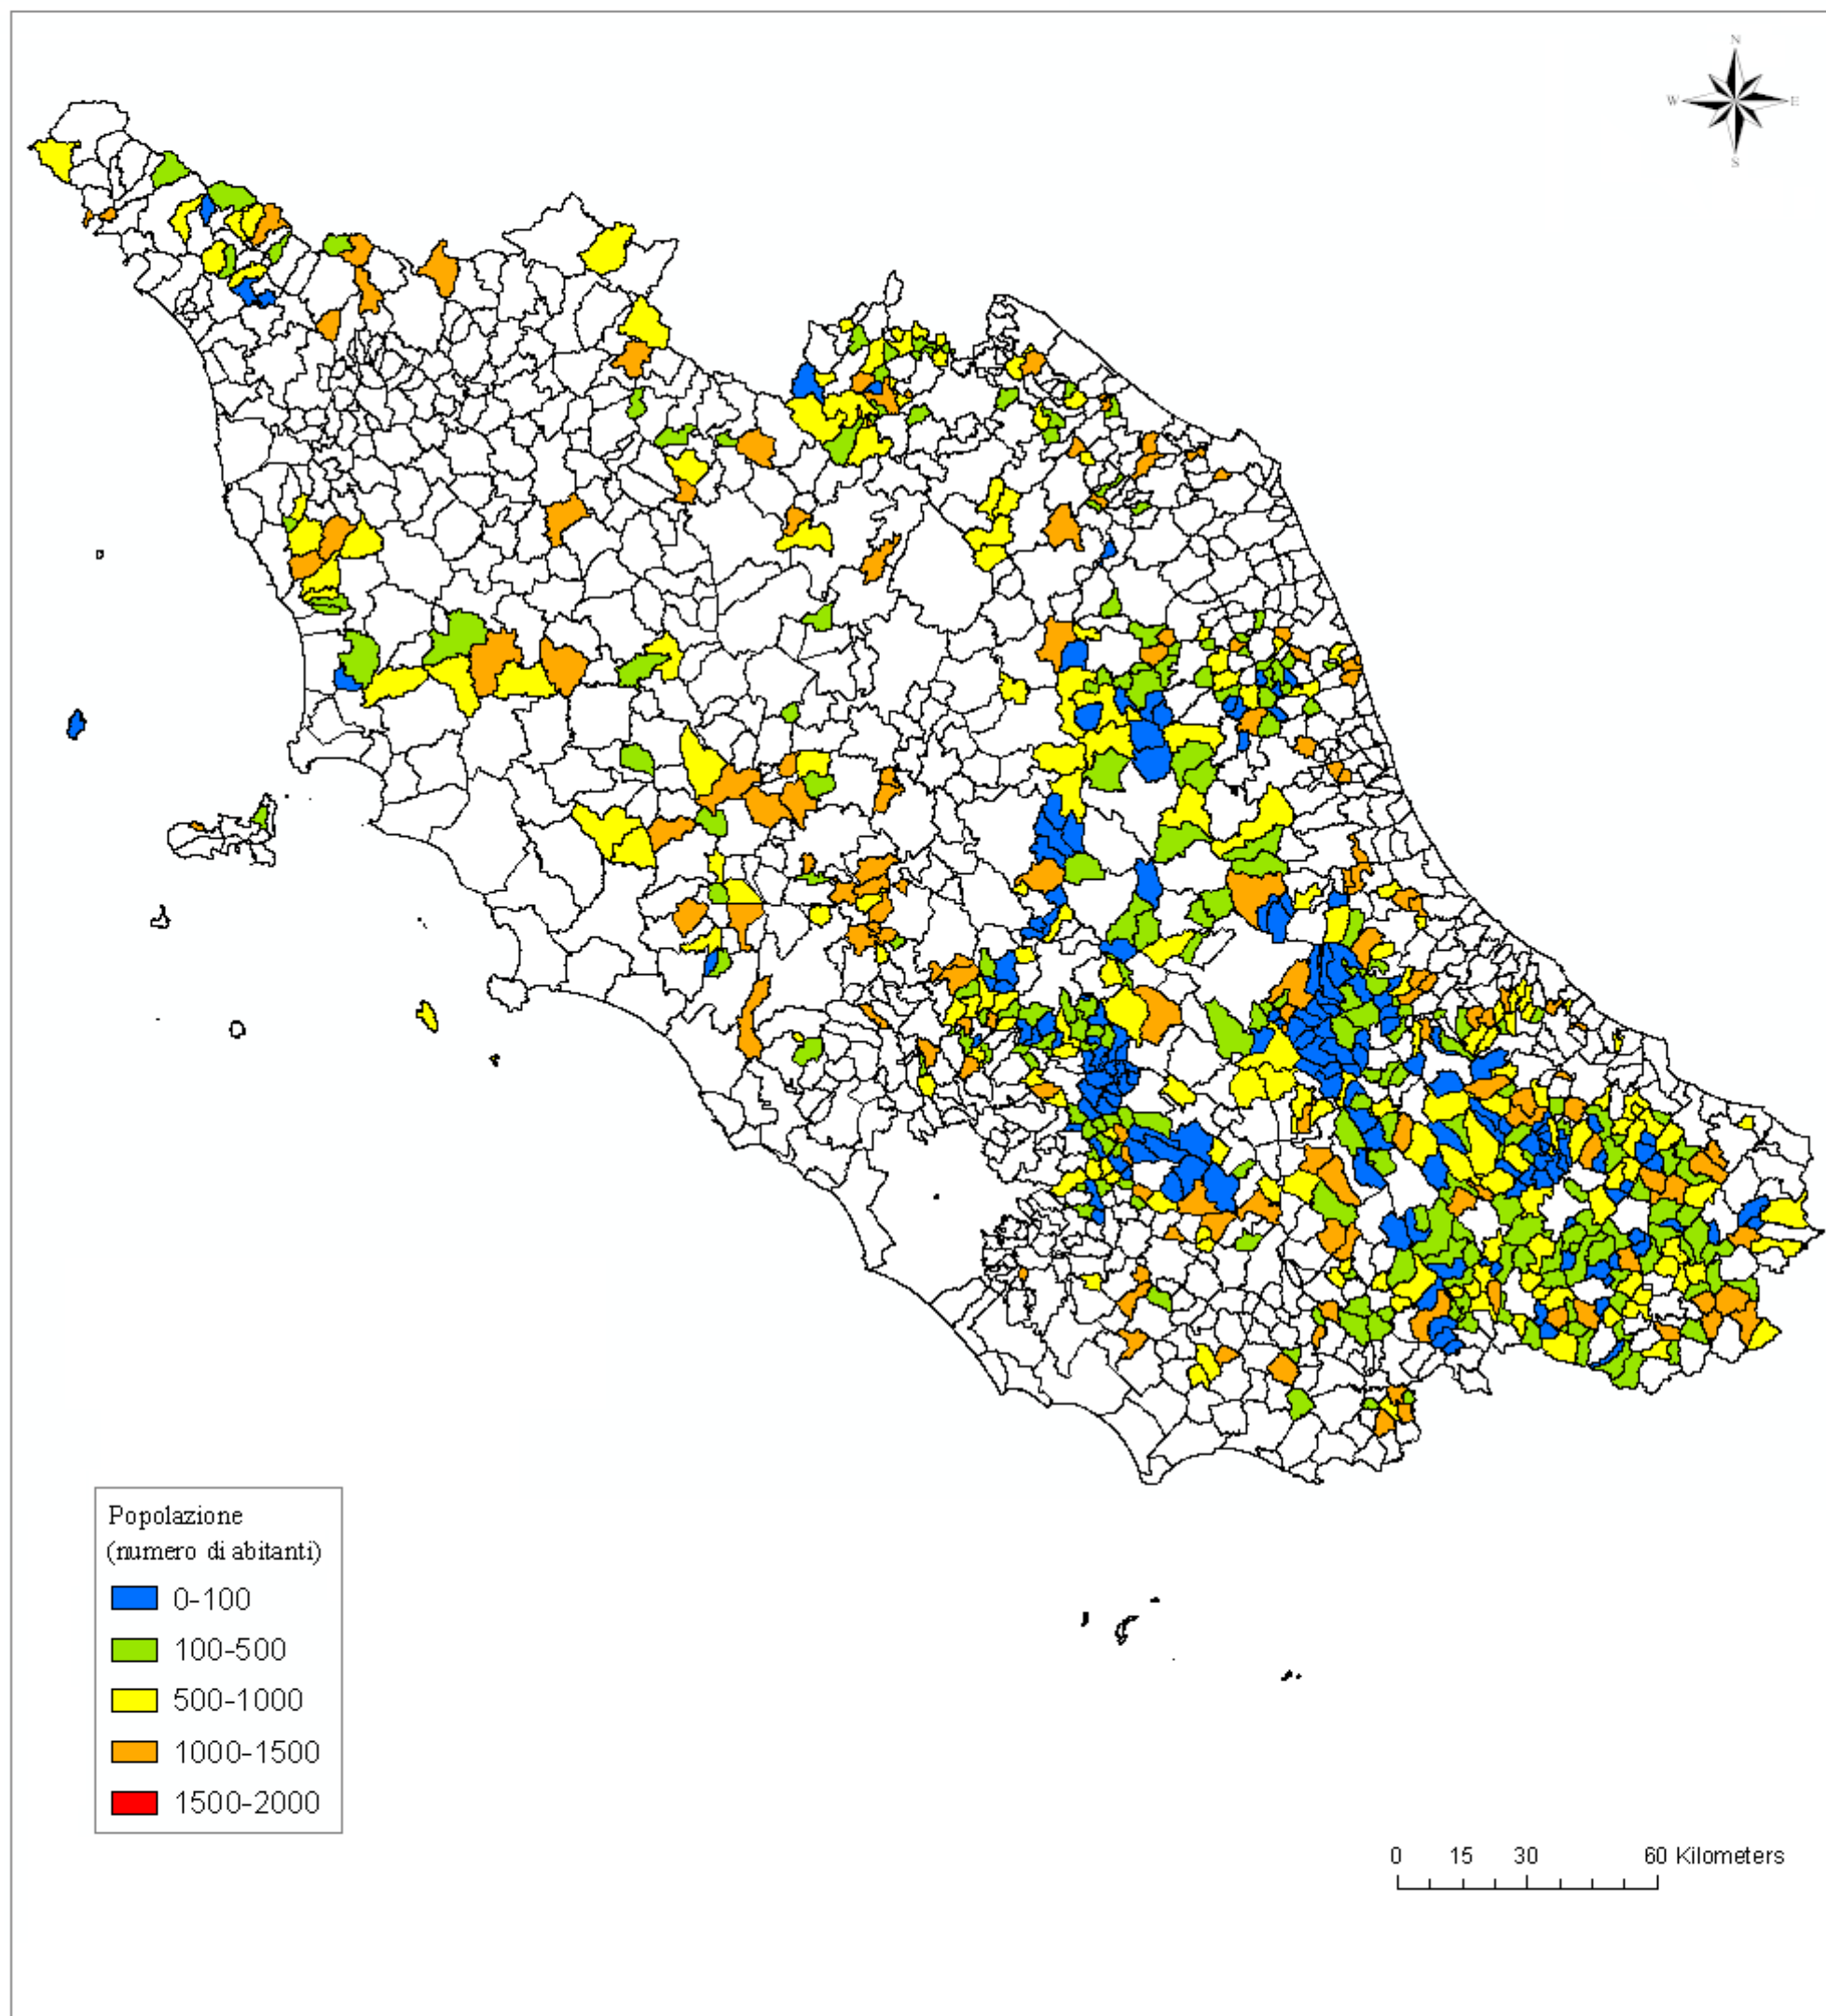 N
W E
S
Popolazione
(numero di abitanti)
0-100
100-500
500-1000
1000-1500
1500-2000
0 15 30 60 Kilometers